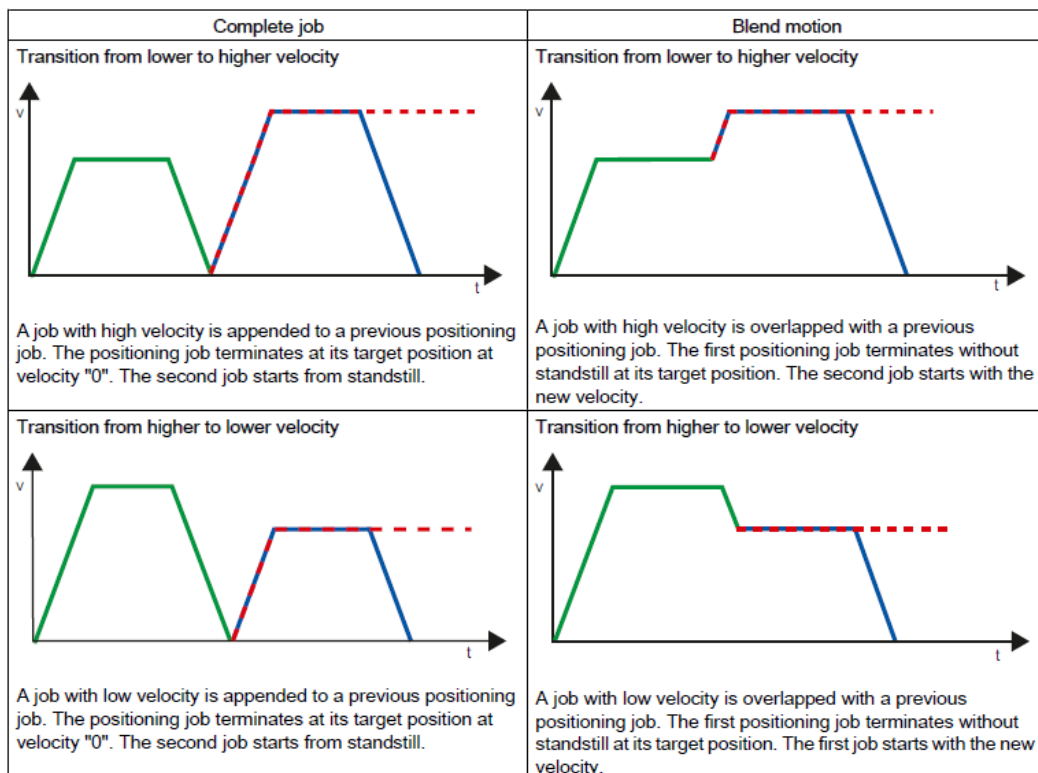 Complete job
Blend motion
Transition from lower to higher velocity
v
t
A job with high velocity is appended to a previous positioning
job. The positioning job terminates at its target position at
velocity "0". The second job starts from standstill.
Transition from lower to higher velocity
v
t
A job with high velocity is overlapped with a previous
positioning job. The first positioning job terminates without
standstill at its target position. The second job starts with the
new velocity.
Transition from higher to lower velocity
v
t
A job with low velocity is appended to a previous positioning
job. The positioning job terminates at its target position at
velocity "0". The second job starts from standstill.
Transition from higher to lower velocity
v
t
A job with low velocity is overlapped with a previous
positioning job. The first positioning job terminates without
standstill at its target position. The first job starts with the new
velocity.